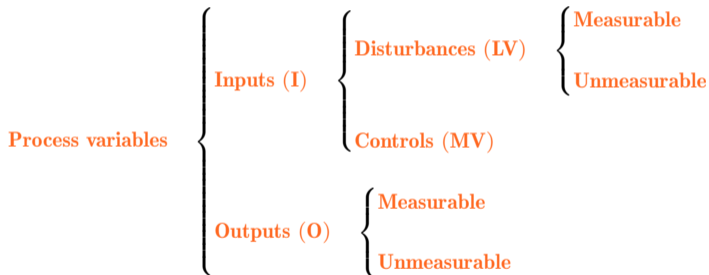 Process variables
Inputs (I)
Disturbances (LV)
Measurable
Unmeasurable
Controls (MV)
Outputs (O)
Measurable
Unmeasurable